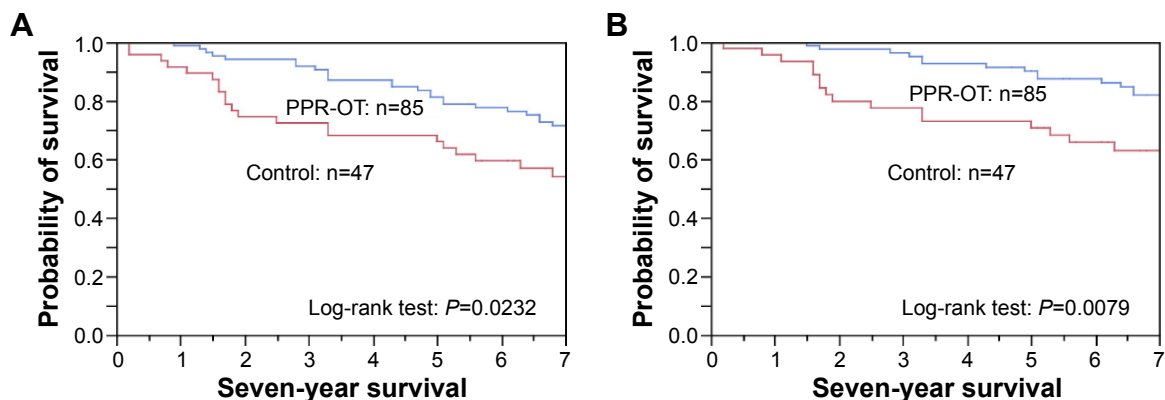 A
Probability of survival
1.0
0.8
0.6
0.4
0.2
0.0
PPR-OT: n=85
Control: n=47
Log-rank test: P=0.0232
0 1 2 3 4 5 6 7
Seven-year survival
B
Probability of survival
1.0
0.8
0.6
0.4
0.2
0.0
PPR-OT: n=85
Control: n=47
Log-rank test: P=0.0079
0 1 2 3 4 5 6 7
Seven-year survival